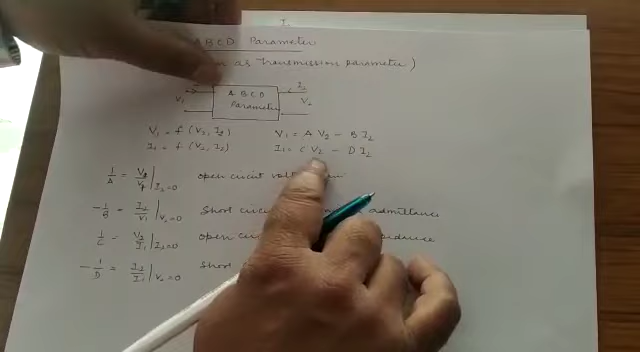 I
ABCD Parameter
as Transmission parameter )
I2
V1 V2
A B C D
Parameter
V1 = f (V2, I2) V1 = A V2 - B I2
I1 = f (V2, I2) I1 = C V2 - D I2
1/A = V2/V1 | I2=0 open circuit
-1/B = I2/V1 | V2=0 Short admittance
1/C = V2/I1 | I2=0 open
-1/D = I2/I1 | V2=0 Short